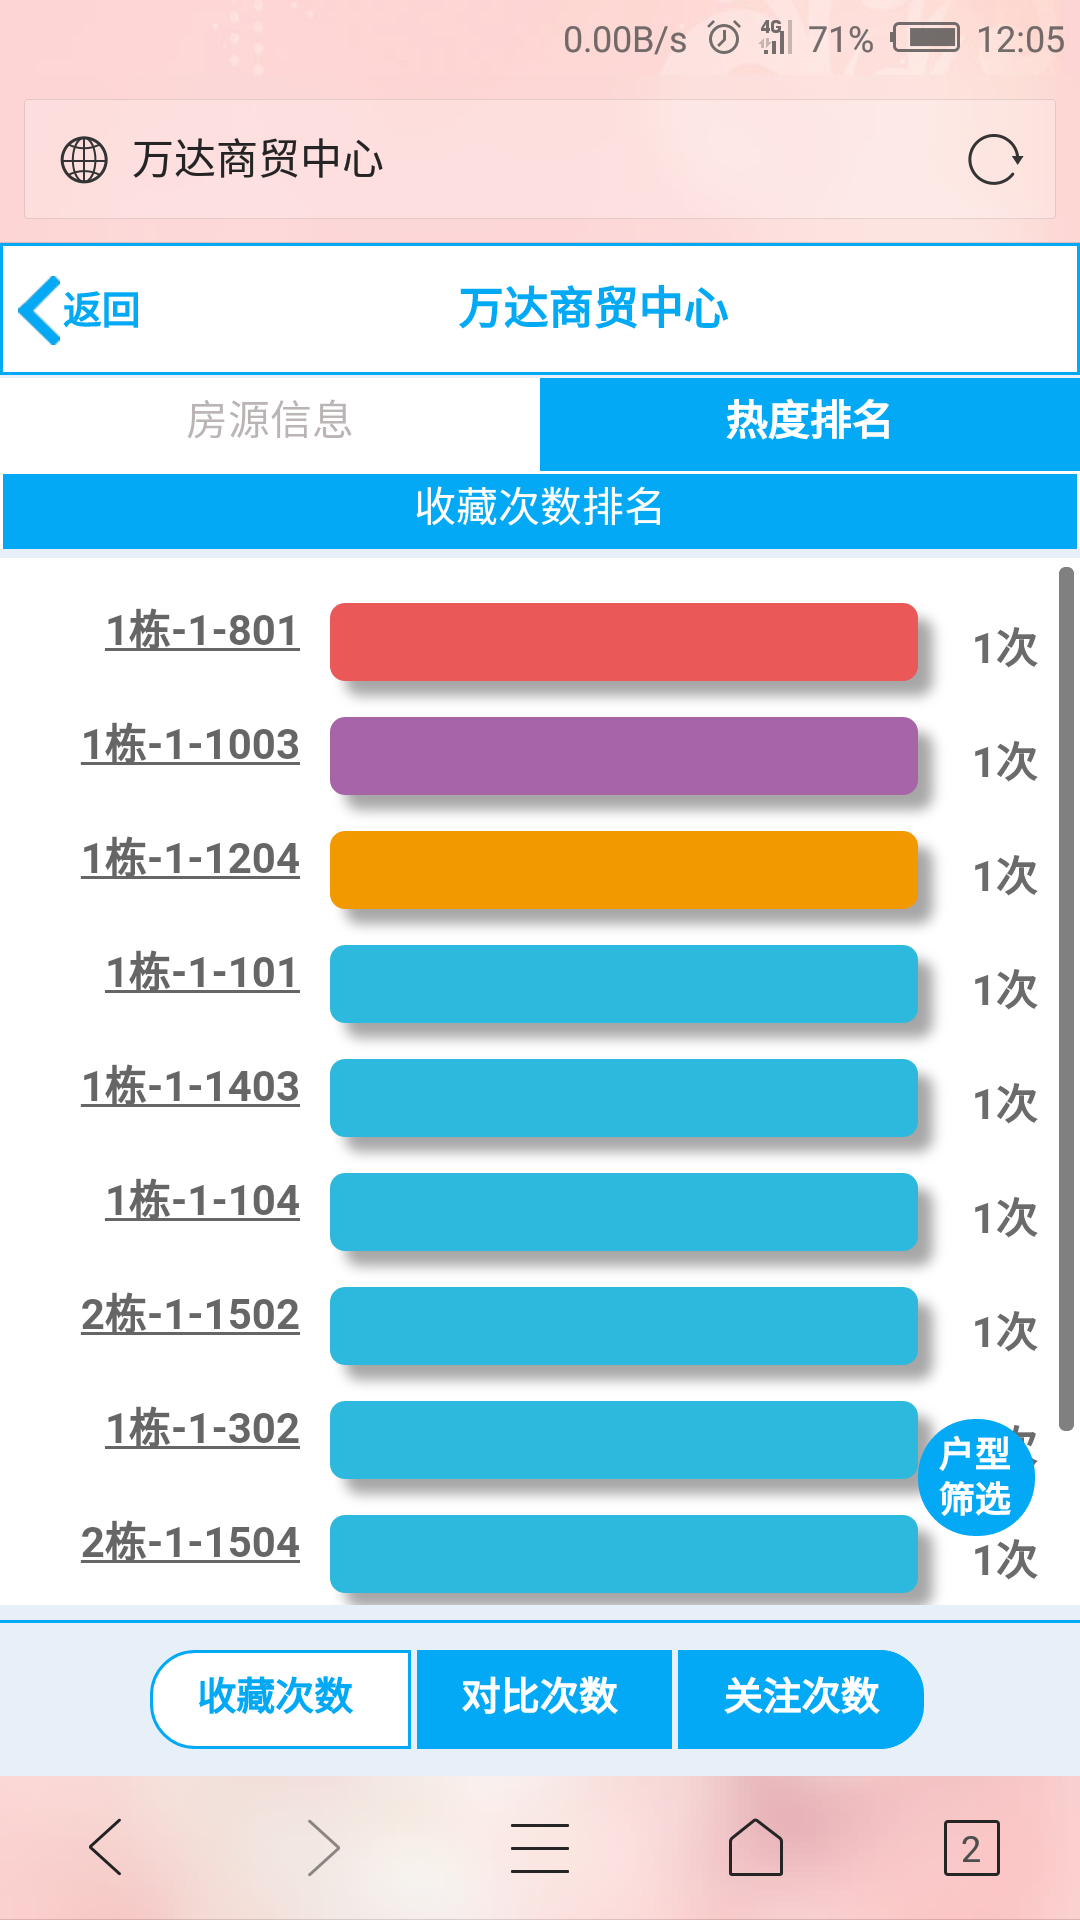 0.00B/s 4G 71% 12:05
万达商贸中心
返回 万达商贸中心
房源信息 热度排名
收藏次数排名
1栋-1-801 1次
1栋-1-1003 1次
1栋-1-1204 1次
1栋-1-101 1次
1栋-1-1403 1次
1栋-1-104 1次
2栋-1-1502 1次
1栋-1-302 次
户型
筛选
2栋-1-1504 1次
收藏次数 对比次数 关注次数
2